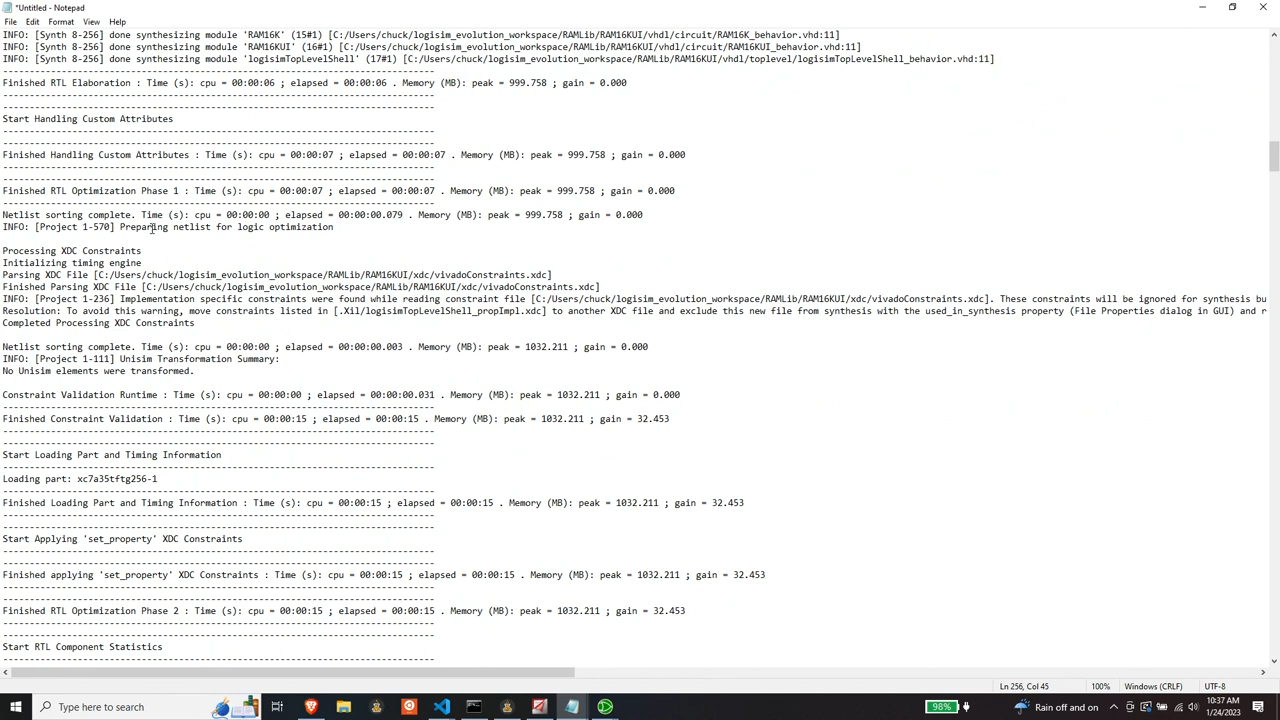 *Untitled - Notepad
File Edit Format View Help
INFO: [Synth 8-256] done synthesizing module 'RAM16K' (15#1) [C:/Users/chuck/logisim_evolution_workspace/RAMLib/RAM16KUI/vhdl/circuit/RAM16K_behavior.vhd:11]
INFO: [Synth 8-256] done synthesizing module 'RAM16KUI' (16#1) [C:/Users/chuck/logisim_evolution_workspace/RAMLib/RAM16KUI/vhdl/circuit/RAM16KUI_behavior.vhd:11]
INFO: [Synth 8-256] done synthesizing module 'logisimTopLevelShell' (17#1) [C:/Users/chuck/logisim_evolution_workspace/RAMLib/RAM16KUI/vhdl/toplevel/logisimTopLevelShell_behavior.vhd:11]
---------------------------------------------------------------------------------
Finished RTL Elaboration : Time (s): cpu = 00:00:06 ; elapsed = 00:00:06 . Memory (MB): peak = 999.758 ; gain = 0.000
---------------------------------------------------------------------------------
---------------------------------------------------------------------------------
Start Handling Custom Attributes
---------------------------------------------------------------------------------
---------------------------------------------------------------------------------
Finished Handling Custom Attributes : Time (s): cpu = 00:00:07 ; elapsed = 00:00:07 . Memory (MB): peak = 999.758 ; gain = 0.000
---------------------------------------------------------------------------------
---------------------------------------------------------------------------------
Finished RTL Optimization Phase 1 : Time (s): cpu = 00:00:07 ; elapsed = 00:00:07 . Memory (MB): peak = 999.758 ; gain = 0.000
---------------------------------------------------------------------------------
Netlist sorting complete. Time (s): cpu = 00:00:00 ; elapsed = 00:00:00.079 . Memory (MB): peak = 999.758 ; gain = 0.000
INFO: [Project 1-570] Preparing netlist for logic optimization
Processing XDC Constraints
Initializing timing engine
Parsing XDC File [C:/Users/chuck/logisim_evolution_workspace/RAMLib/RAM16KUI/xdc/vivadoConstraints.xdc]
Finished Parsing XDC File [C:/Users/chuck/logisim_evolution_workspace/RAMLib/RAM16KUI/xdc/vivadoConstraints.xdc]
INFO: [Project 1-236] Implementation specific constraints were found while reading constraint file [C:/Users/chuck/logisim_evolution_workspace/RAMLib/RAM16KUI/xdc/vivadoConstraints.xdc]. These constraints will be ignored for synthesis bu
Resolution: To avoid this warning, move constraints listed in [.Xil/logisimTopLevelShell_propImpl.xdc] to another XDC file and exclude this new file from synthesis with the used_in_synthesis property (File Properties dialog in GUI) and r
Completed Processing XDC Constraints
Netlist sorting complete. Time (s): cpu = 00:00:00 ; elapsed = 00:00:00.003 . Memory (MB): peak = 1032.211 ; gain = 0.000
INFO: [Project 1-111] Unisim Transformation Summary:
No Unisim elements were transformed.
Constraint Validation Runtime : Time (s): cpu = 00:00:00 ; elapsed = 00:00:00.031 . Memory (MB): peak = 1032.211 ; gain = 0.000
---------------------------------------------------------------------------------
Finished Constraint Validation : Time (s): cpu = 00:00:15 ; elapsed = 00:00:15 . Memory (MB): peak = 1032.211 ; gain = 32.453
---------------------------------------------------------------------------------
---------------------------------------------------------------------------------
Start Loading Part and Timing Information
---------------------------------------------------------------------------------
Loading part: xc7a35tftg256-1
---------------------------------------------------------------------------------
Finished Loading Part and Timing Information : Time (s): cpu = 00:00:15 ; elapsed = 00:00:15 . Memory (MB): peak = 1032.211 ; gain = 32.453
---------------------------------------------------------------------------------
---------------------------------------------------------------------------------
Start Applying 'set_property' XDC Constraints
---------------------------------------------------------------------------------
---------------------------------------------------------------------------------
Finished applying 'set_property' XDC Constraints : Time (s): cpu = 00:00:15 ; elapsed = 00:00:15 . Memory (MB): peak = 1032.211 ; gain = 32.453
---------------------------------------------------------------------------------
---------------------------------------------------------------------------------
Finished RTL Optimization Phase 2 : Time (s): cpu = 00:00:15 ; elapsed = 00:00:15 . Memory (MB): peak = 1032.211 ; gain = 32.453
---------------------------------------------------------------------------------
---------------------------------------------------------------------------------
Start RTL Component Statistics
---------------------------------------------------------------------------------
Ln 256, Col 45 100% Windows (CRLF) UTF-8
Type here to search 98% Rain off and on 10:37 AM
1/24/2023